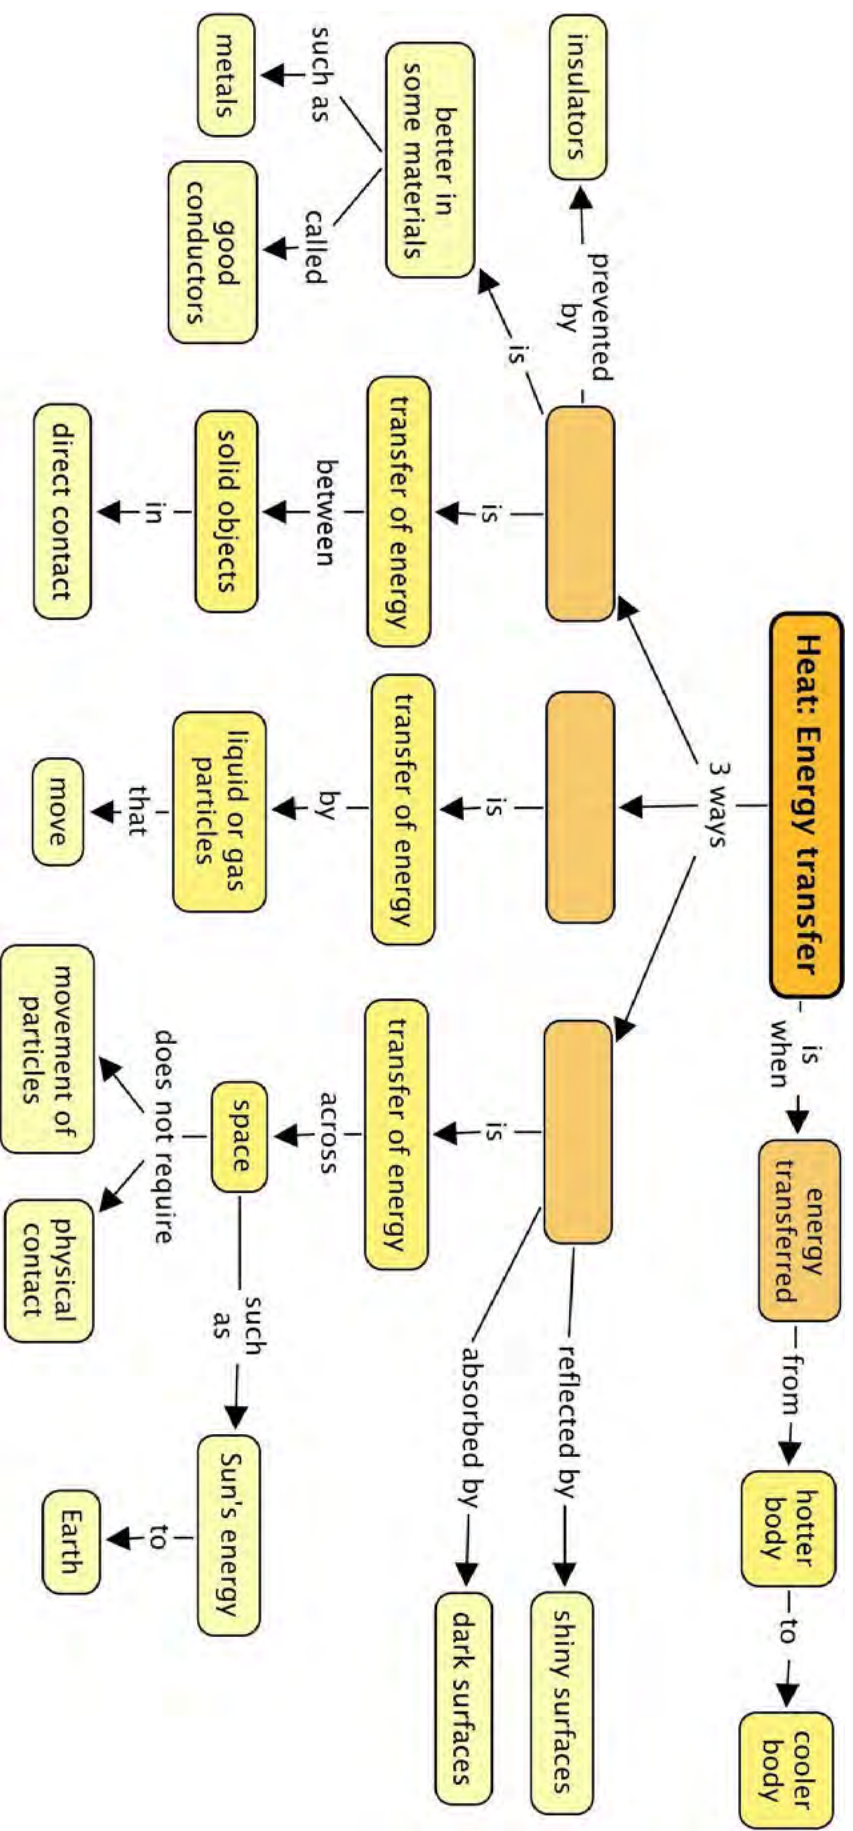 Heat: Energy transfer
is
when
energy
transferred
from
hotter
body
to
cooler
body
3 ways
prevented
by
insulators
is
better in
some materials
such as
metals
called
good
conductors
is
transfer of energy
between
solid objects
in
direct contact
is
transfer of energy
by
liquid or gas
particles
that
move
is
transfer of energy
across
space
does not require
movement of
particles
physical
contact
such
as
Sun's energy
to
Earth
reflected by
shiny surfaces
absorbed by
dark surfaces